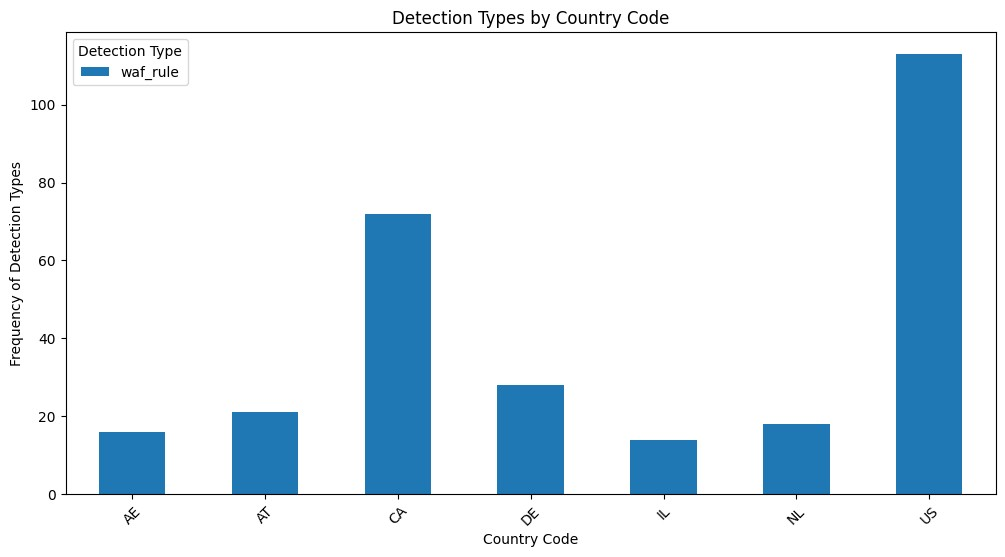 Detection Types by Country Code
Detection Type
waf_rule
Frequency of Detection Types
100
80
60
40
20
0
AE AT CA DE IL NL US
Country Code